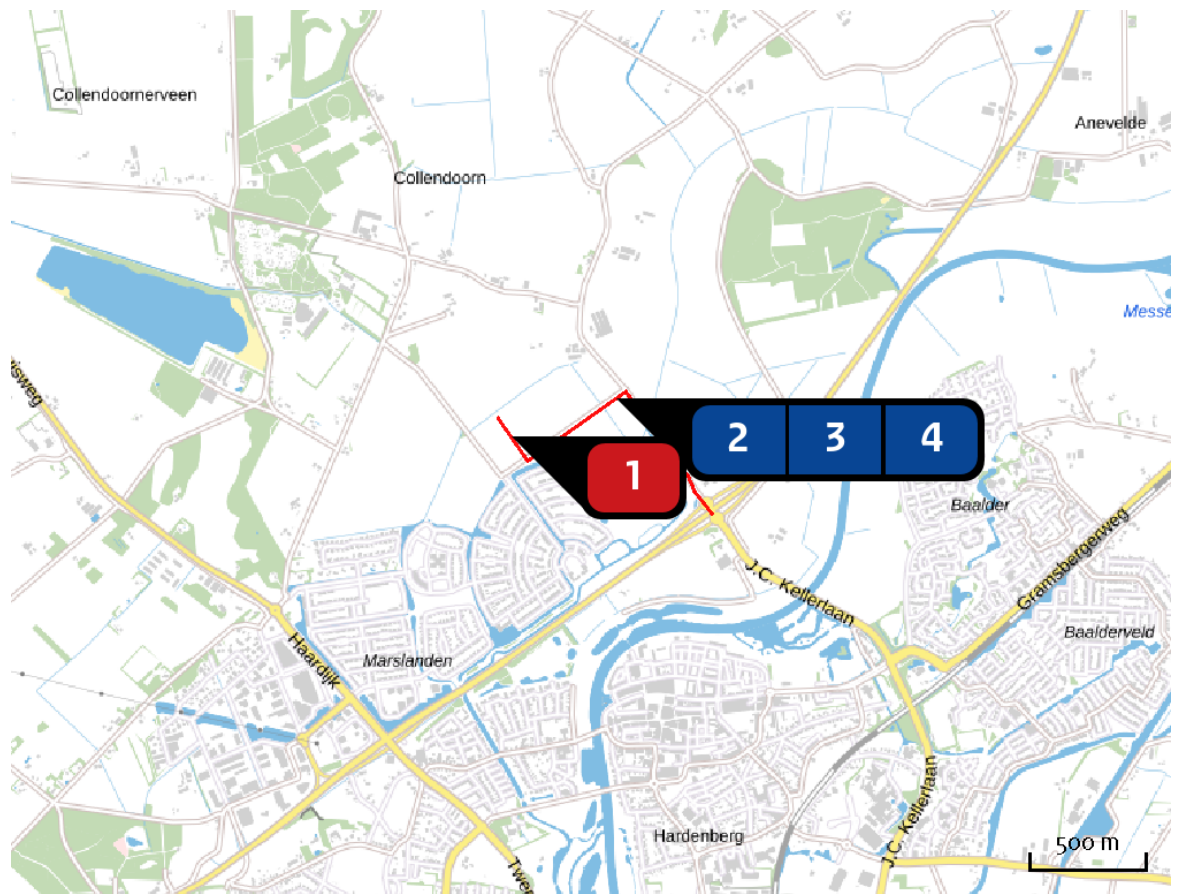 Collendoornerveen
Anevelde
Collendoorn
Messe
isweg
2 3 4
1
Baalder
Gramsbergerweg
J.C. Kellerlaan
Baalderveld
Haardijk
Marslanden
J.C. Kellerlaan
Hardenberg
500 m
Twe